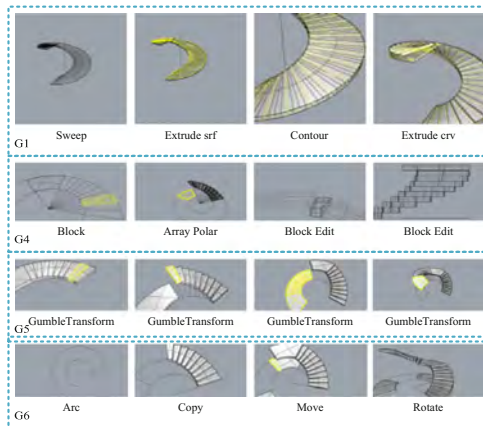 Sweep Extrude srf Contour Extrude crv
G1
Block Array Polar Block Edit Block Edit
G4
GumbleTransform GumbleTransform GumbleTransform GumbleTransform
G5
Arc Copy Move Rotate
G6